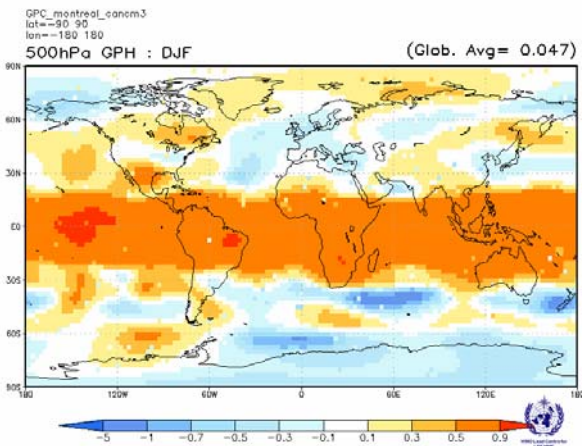 GPC_montreal_cancm3
lat=-90 90
lon=-180 180
500hPa GPH : DJF (Glob. Avg= 0.047)
90N
60N
30N
EQ
30S
60S
90S
180 120W 60W 0 60E 120E 180
-5 -1 -0.7 -0.5 -0.3 -0.1 0.1 0.3 0.5 0.9